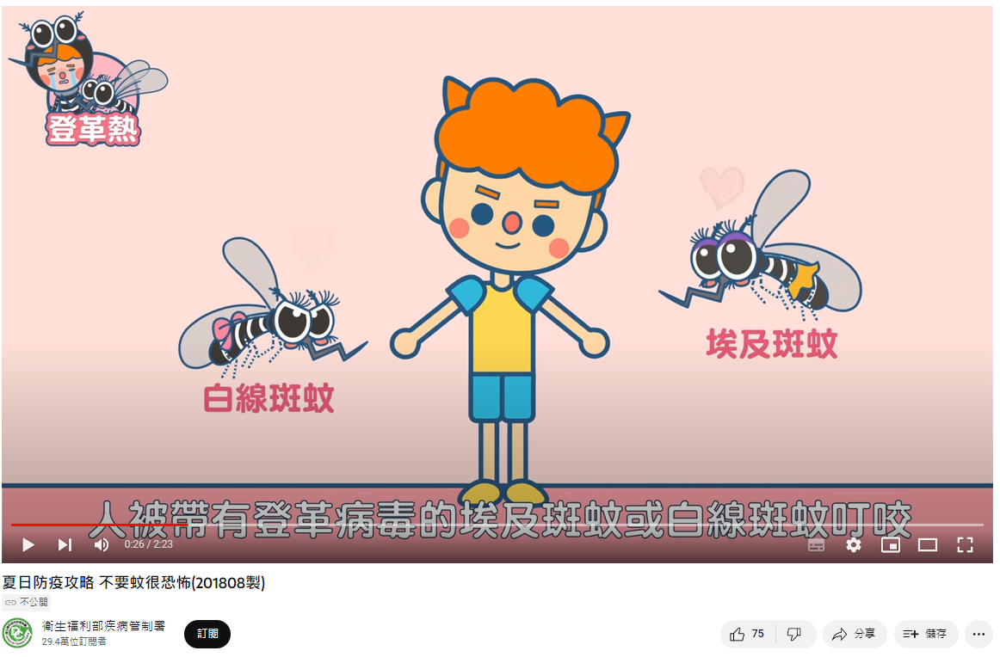 登革熱
埃及斑蚊
白線斑蚊
人被帶有登革病毒的埃及斑蚊或白線斑蚊叮咬
0:26 / 2:23
夏日防疫攻略 不要蚊很恐怖(201808製)
不公開
衛生福利部疾病管制署
29.4萬位訂閱者
訂閱
75
分享
儲存